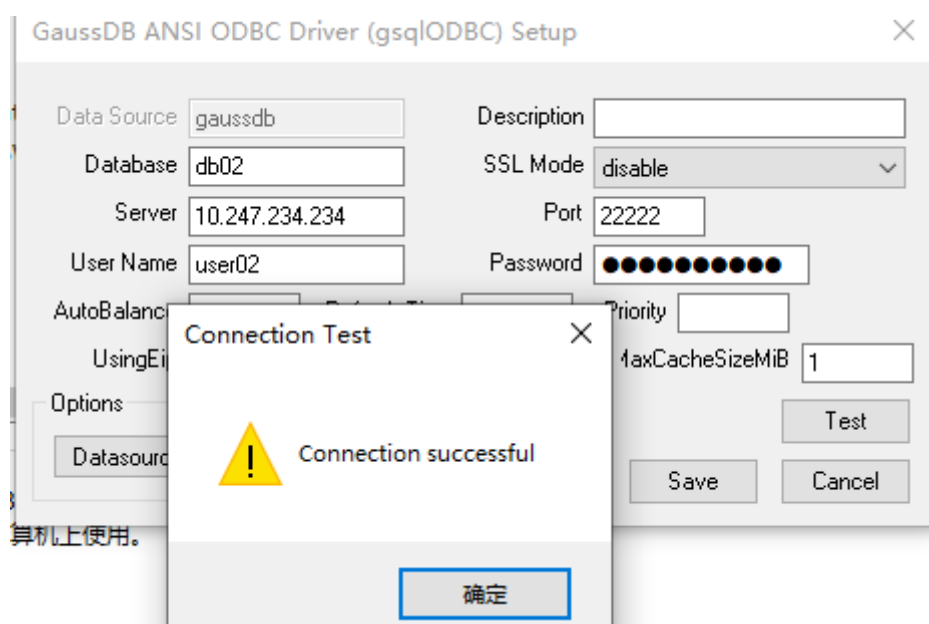 GaussDB ANSI ODBC Driver (gsqlODBC) Setup
Data Source gaussdb Description
Database db02 SSL Mode disable
Server 10.247.234.234 Port 22222
User Name user02 Password ●●●●●●●●●●
Priority
MaxCacheSizeMiB 1
Connection Test
Options
Test
Connection successful
Save Cancel
算机上使用。
确定